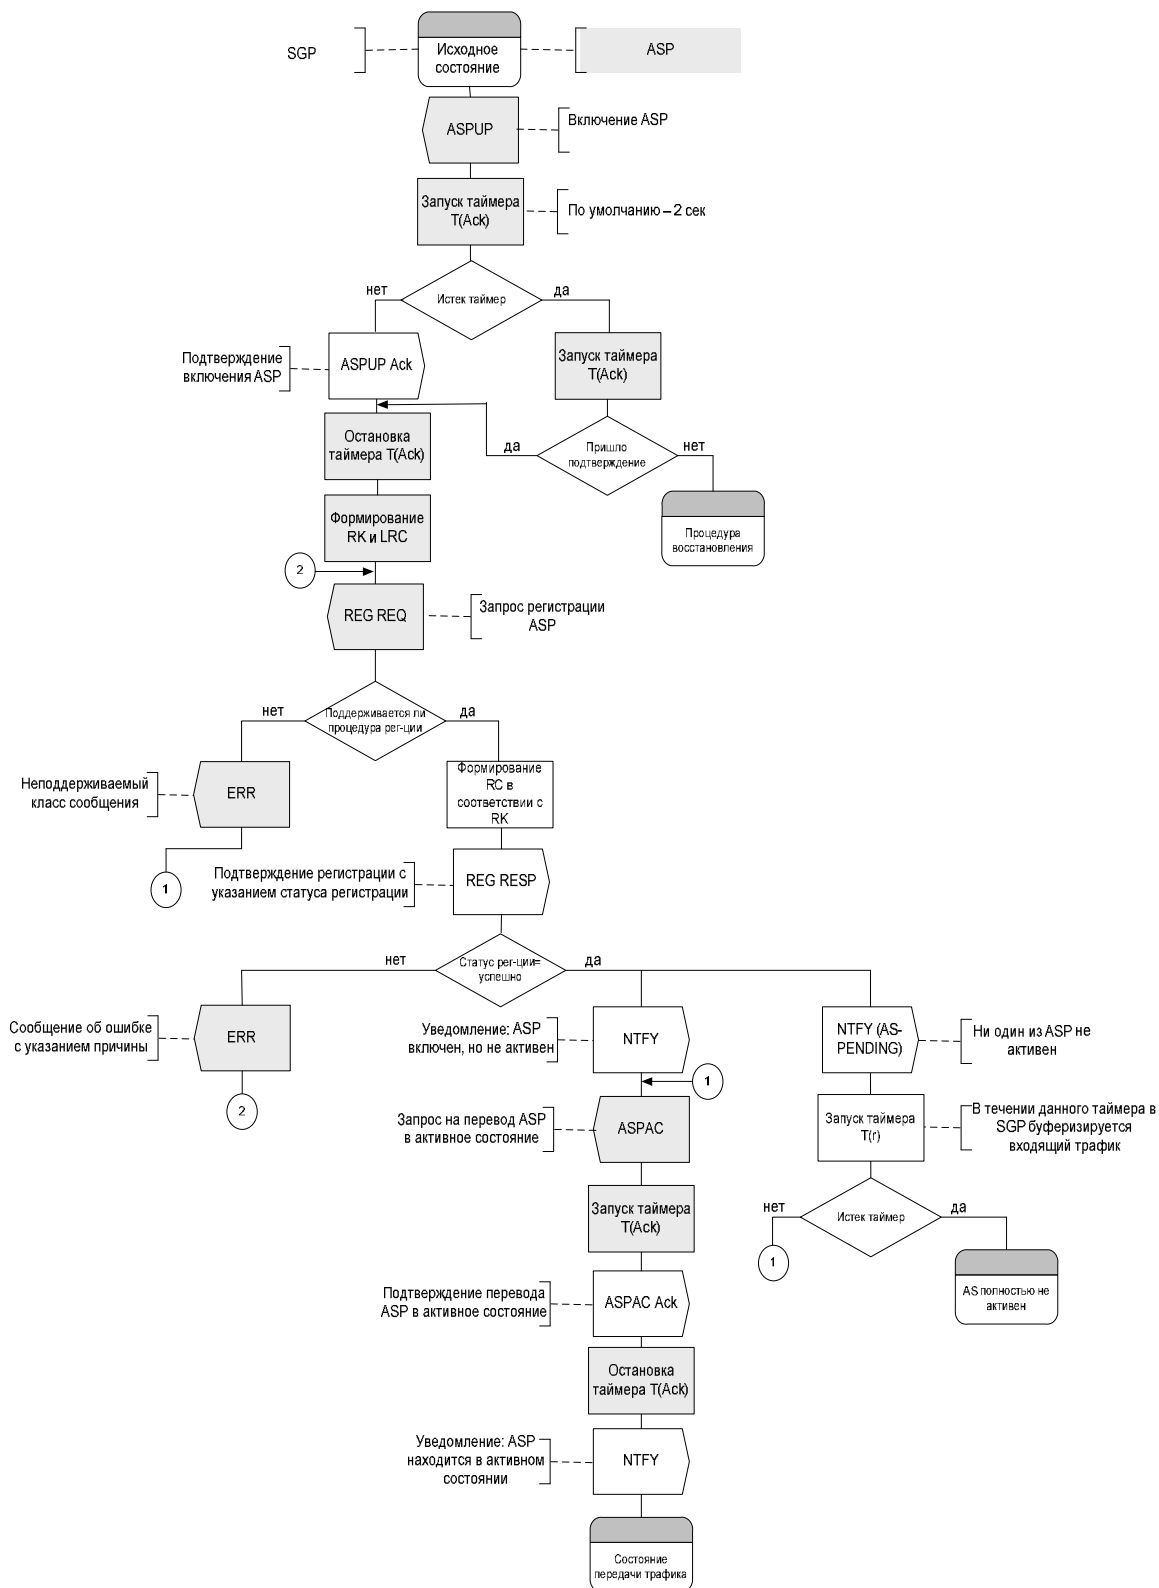 SGP
Исходное
состояние
ASP
ASPUP
Включение ASP
Запуск таймера
T(Ack)
По умолчанию – 2 сек
нет
Истек таймер
да
Подтверждение
включения ASP
ASPUP Ack
Запуск таймера
T(Ack)
Остановка
таймера T(Ack)
да
Пришло
подтверждение
нет
Формирование
RK и LRC
Процедура
восстановления
2
REG REQ
Запрос регистрации
ASP
нет
Поддерживается ли
процедура рег-ции
да
Неподдерживаемый
класс сообщения
ERR
Формирование
RC в
соответствии с
RK
1
Подтверждение регистрации с
указанием статуса регистрации
REG RESP
нет
Статус рег-ции=
успешно
да
Сообщение об ошибке
с указанием причины
ERR
Уведомление: ASP
включен, но не активен
NTFY
NTFY (AS-
PENDING)
Ни один из ASP не
активен
2
1
Запрос на перевод ASP
в активное состояние
ASPAC
Запуск таймера
T(r)
В течении данного таймера в
SGP буферизируется
входящий трафик
Запуск таймера
T(Ack)
нет
Истек таймер
да
1
Подтверждение перевода
ASP в активное состояние
ASPAC Ack
AS полностью не
активен
Остановка
таймера T(Ack)
Уведомление: ASP
находится в активном
состоянии
NTFY
Состояние
передачи трафика